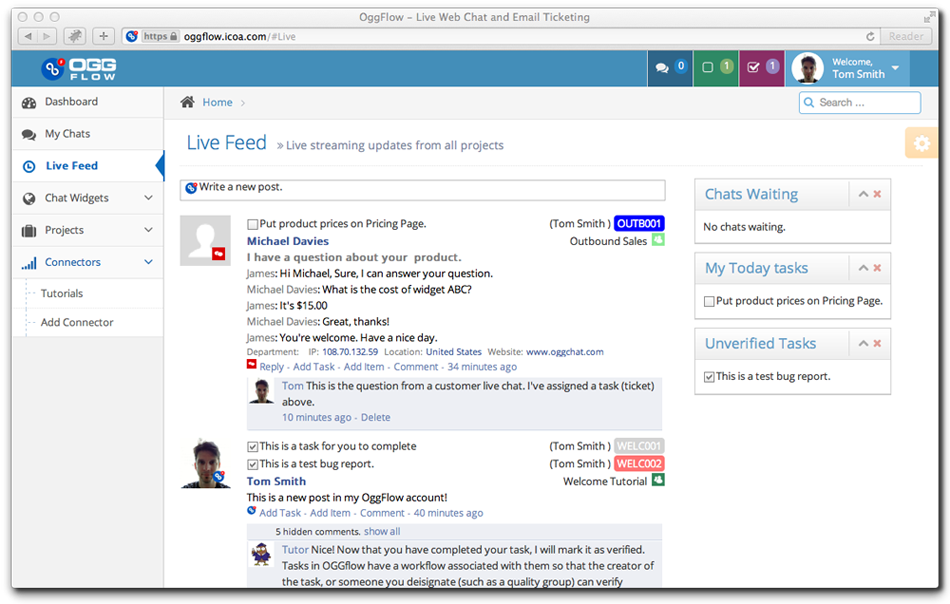 OggFlow – Live Web Chat and Email Ticketing
https oggflow.icoa.com/#Live
Reader
OGG
FLOW
0
1
1
Welcome,
Tom Smith
Dashboard
My Chats
Live Feed
Chat Widgets
Projects
Connectors
Tutorials
Add Connector
Home
Search ...
Live Feed » Live streaming updates from all projects
Write a new post.
Put product prices on Pricing Page. (Tom Smith ) OUTB001
Michael Davies Outbound Sales
I have a question about your product.
James: Hi Michael, Sure, I can answer your question.
Michael Davies: What is the cost of widget ABC?
James: It's $15.00
Michael Davies: Great, thanks!
James: You're welcome. Have a nice day.
Department: IP: 108.70.132.59 Location: United States Website: www.oggchat.com
Reply - Add Task - Add Item - Comment - 34 minutes ago
Tom This is the question from a customer live chat. I've assigned a task (ticket)
above.
10 minutes ago - Delete
This is a task for you to complete (Tom Smith ) WELC001
This is a test bug report. (Tom Smith ) WELC002
Tom Smith Welcome Tutorial
This is a new post in my OggFlow account!
Add Task - Add Item - Comment - 40 minutes ago
5 hidden comments. show all
Tutor Nice! Now that you have completed your task, I will mark it as verified.
Tasks in OGGflow have a workflow associated with them so that the creator of
the task, or someone you deisignate (such as a quality group) can verify
Chats Waiting
No chats waiting.
My Today tasks
Put product prices on Pricing Page.
Unverified Tasks
This is a test bug report.